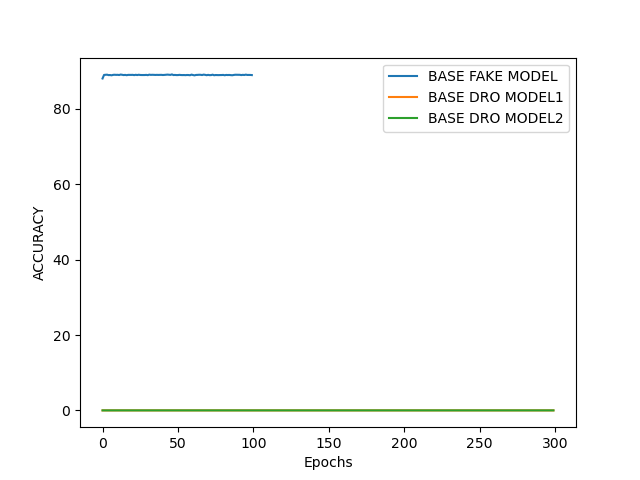 BASE FAKE MODEL
BASE DRO MODEL1
BASE DRO MODEL2
80
60
40
20
0
ACCURACY
0 50 100 150 200 250 300
Epochs